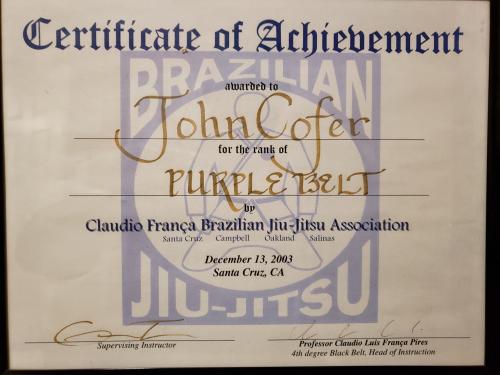 Certificate of Achievement
BRAZILIAN
awarded to
John Cofer
for the rank of
PURPLE BELT
by
Claudio França Brazilian Jiu-Jitsu Association
Santa Cruz Campbell Oakland Salinas
December 13, 2003
Santa Cruz, CA
JIU-JITSU
Supervising Instructor
Professor Claudio Luis França Pires
4th degree Black Belt, Head of Instruction